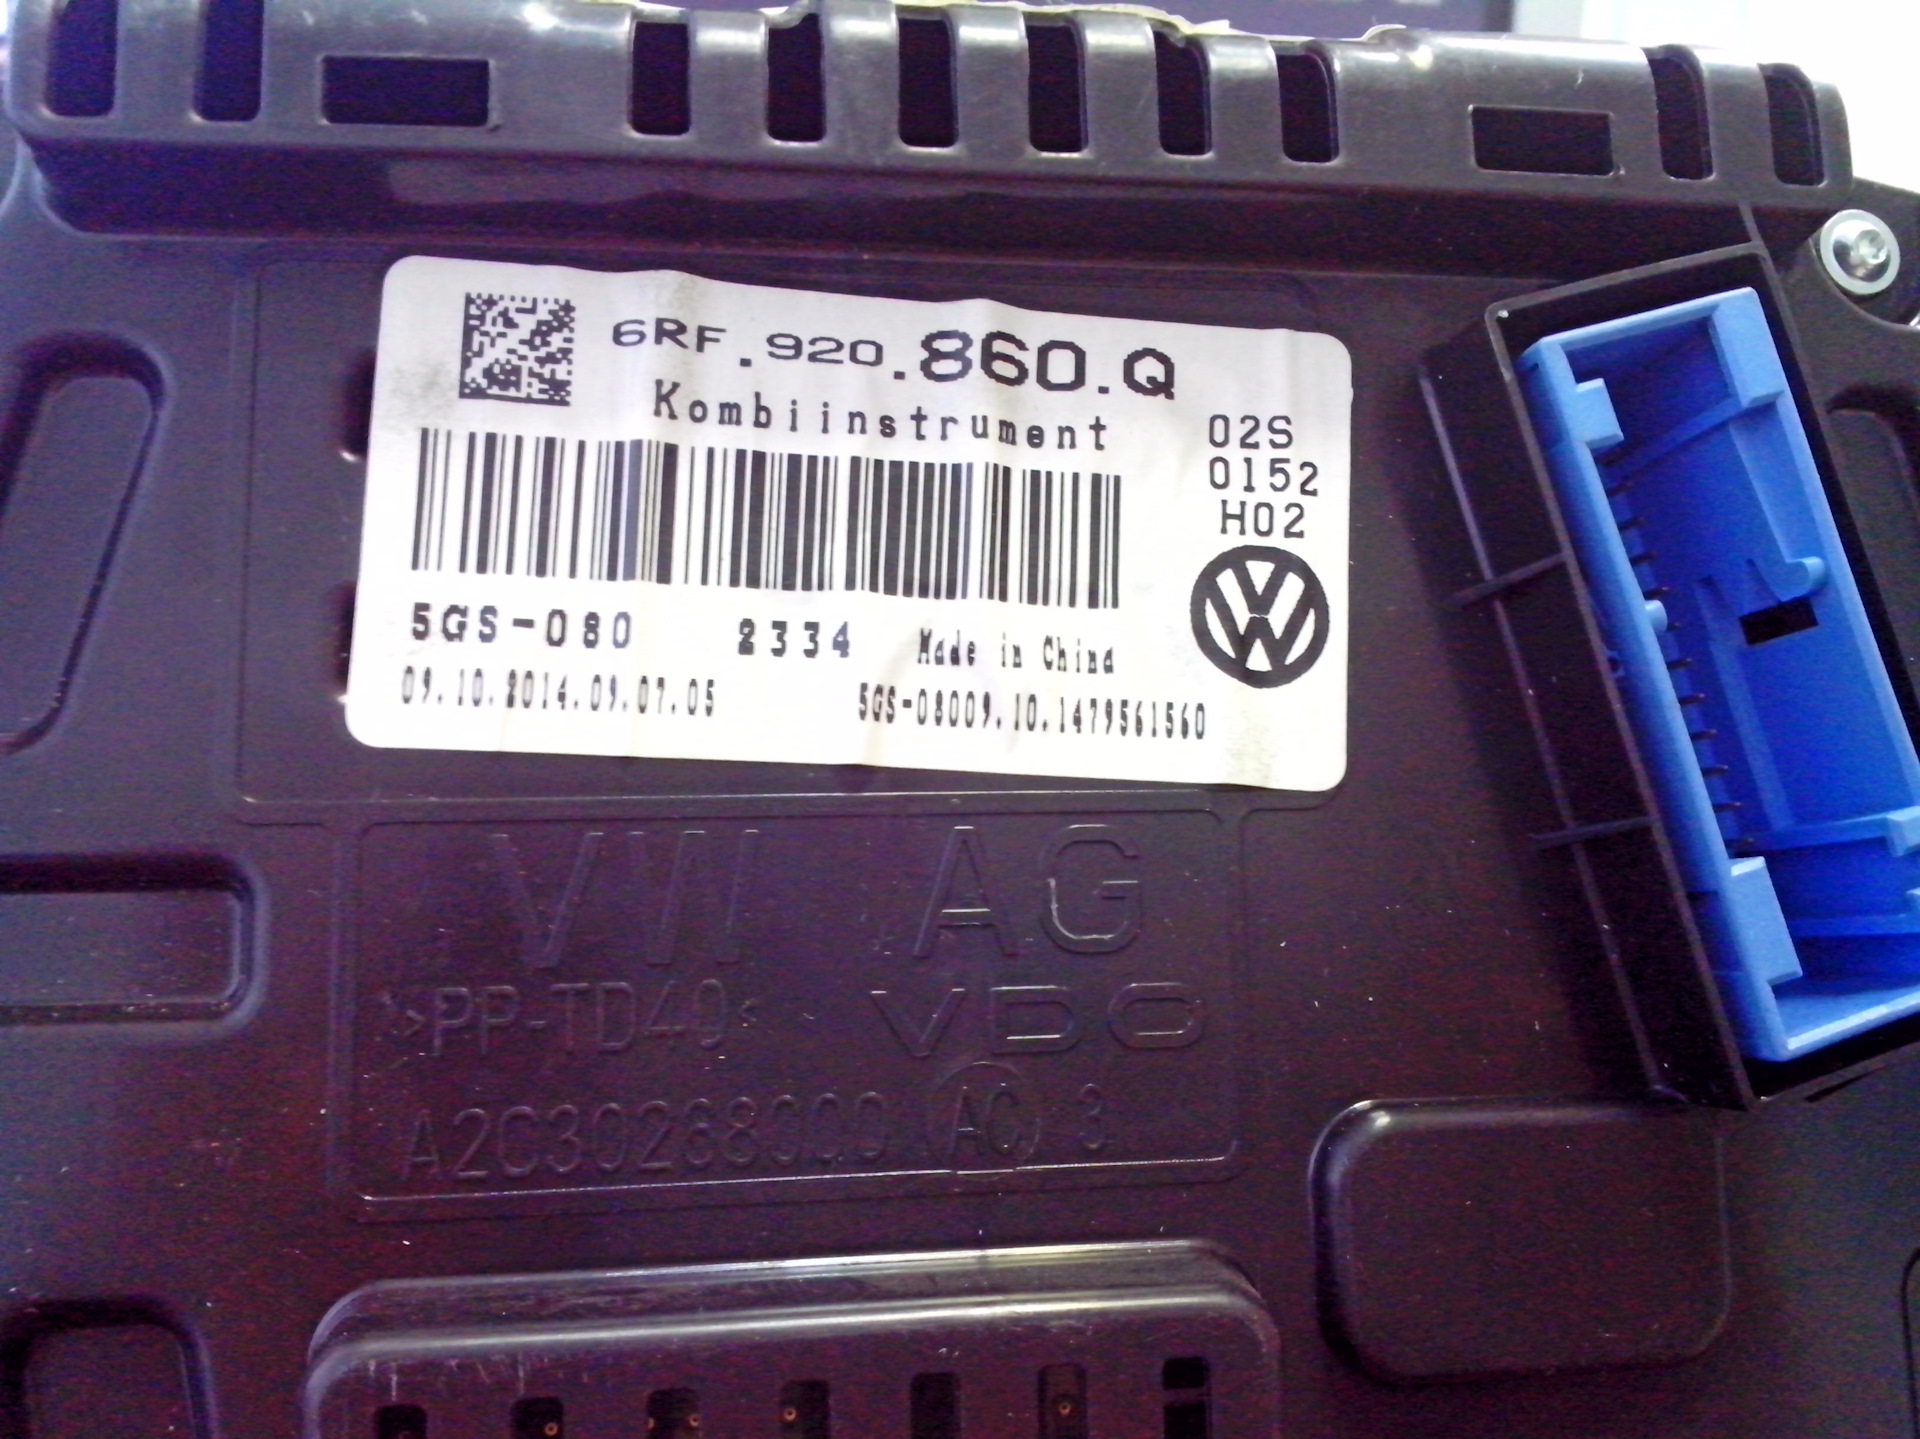 6RF.920.860.Q
Kombiinstrument
02S
0152
H02
5GS-080 2334 Made in China
09.10.2014.09.07.05 5GS-08009.10.1479561560
VW AG
>PP-TD40< VDO
A2C30288000 AC 3